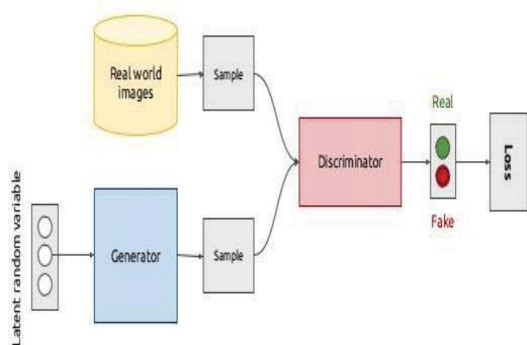 Real world
images
Sample
Real
Discriminator
Loss
Fake
Latent random variable
Generator
Sample